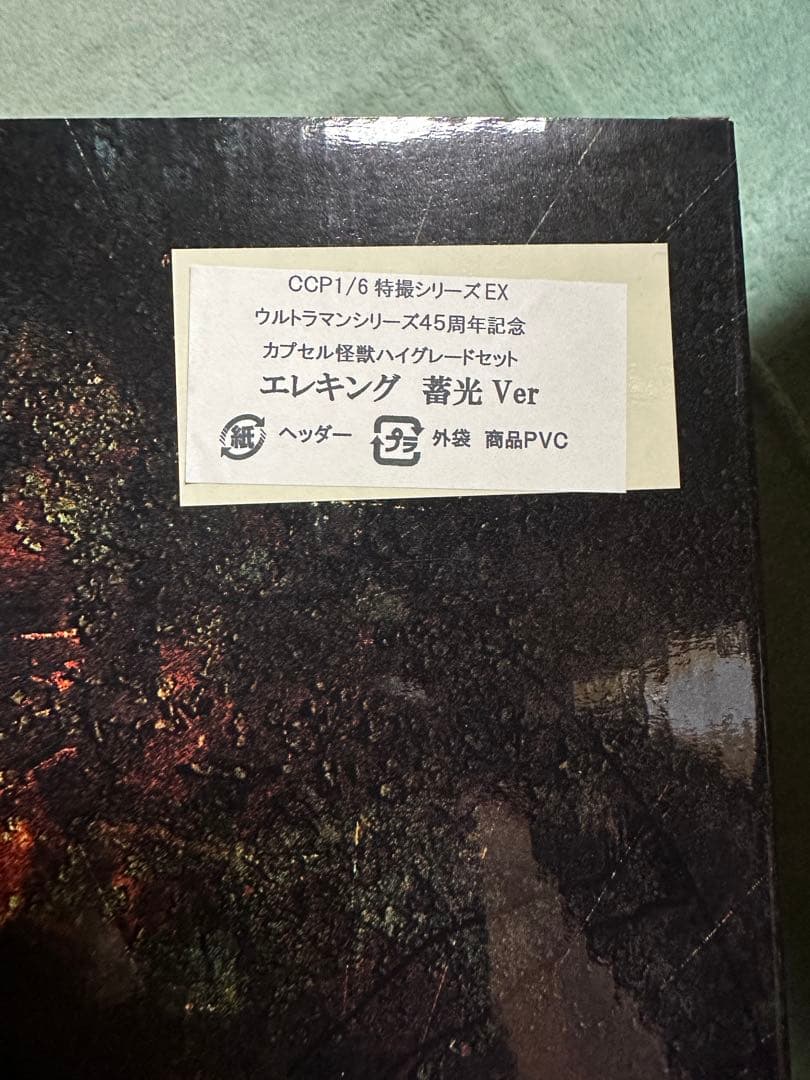 CCP1/6 特撮シリーズEX
ウルトラマンシリーズ45周年記念
カプセル怪獣ハイグレードセット
エレキング 蓄光 Ver
紙 ヘッダー プラ 外袋 商品PVC